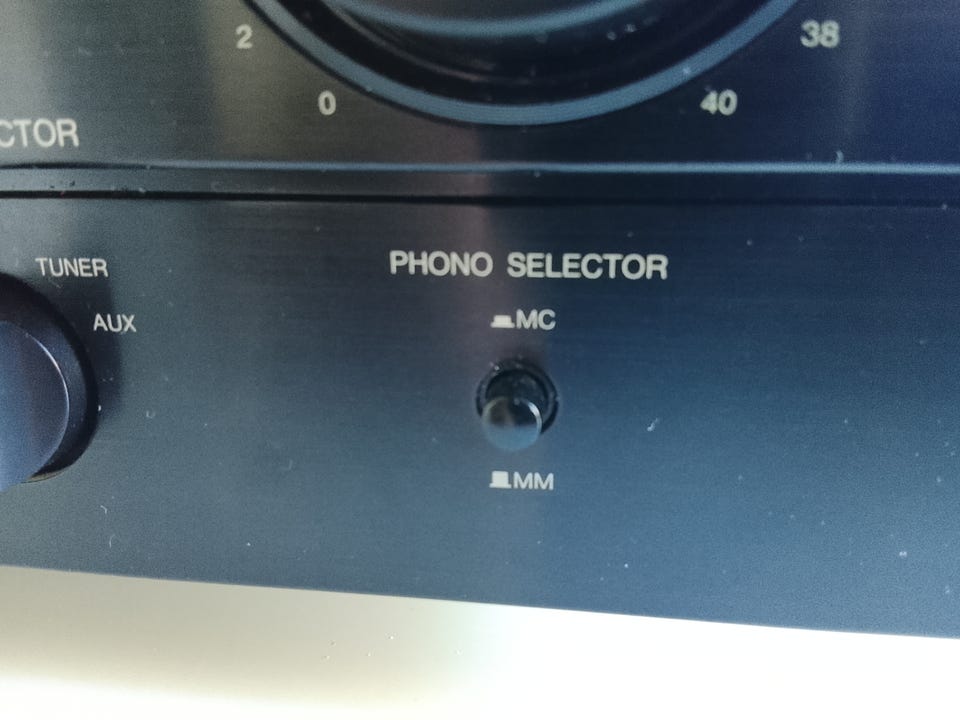 2
38
0
40
CTOR
TUNER
AUX
PHONO SELECTOR
MC
MM